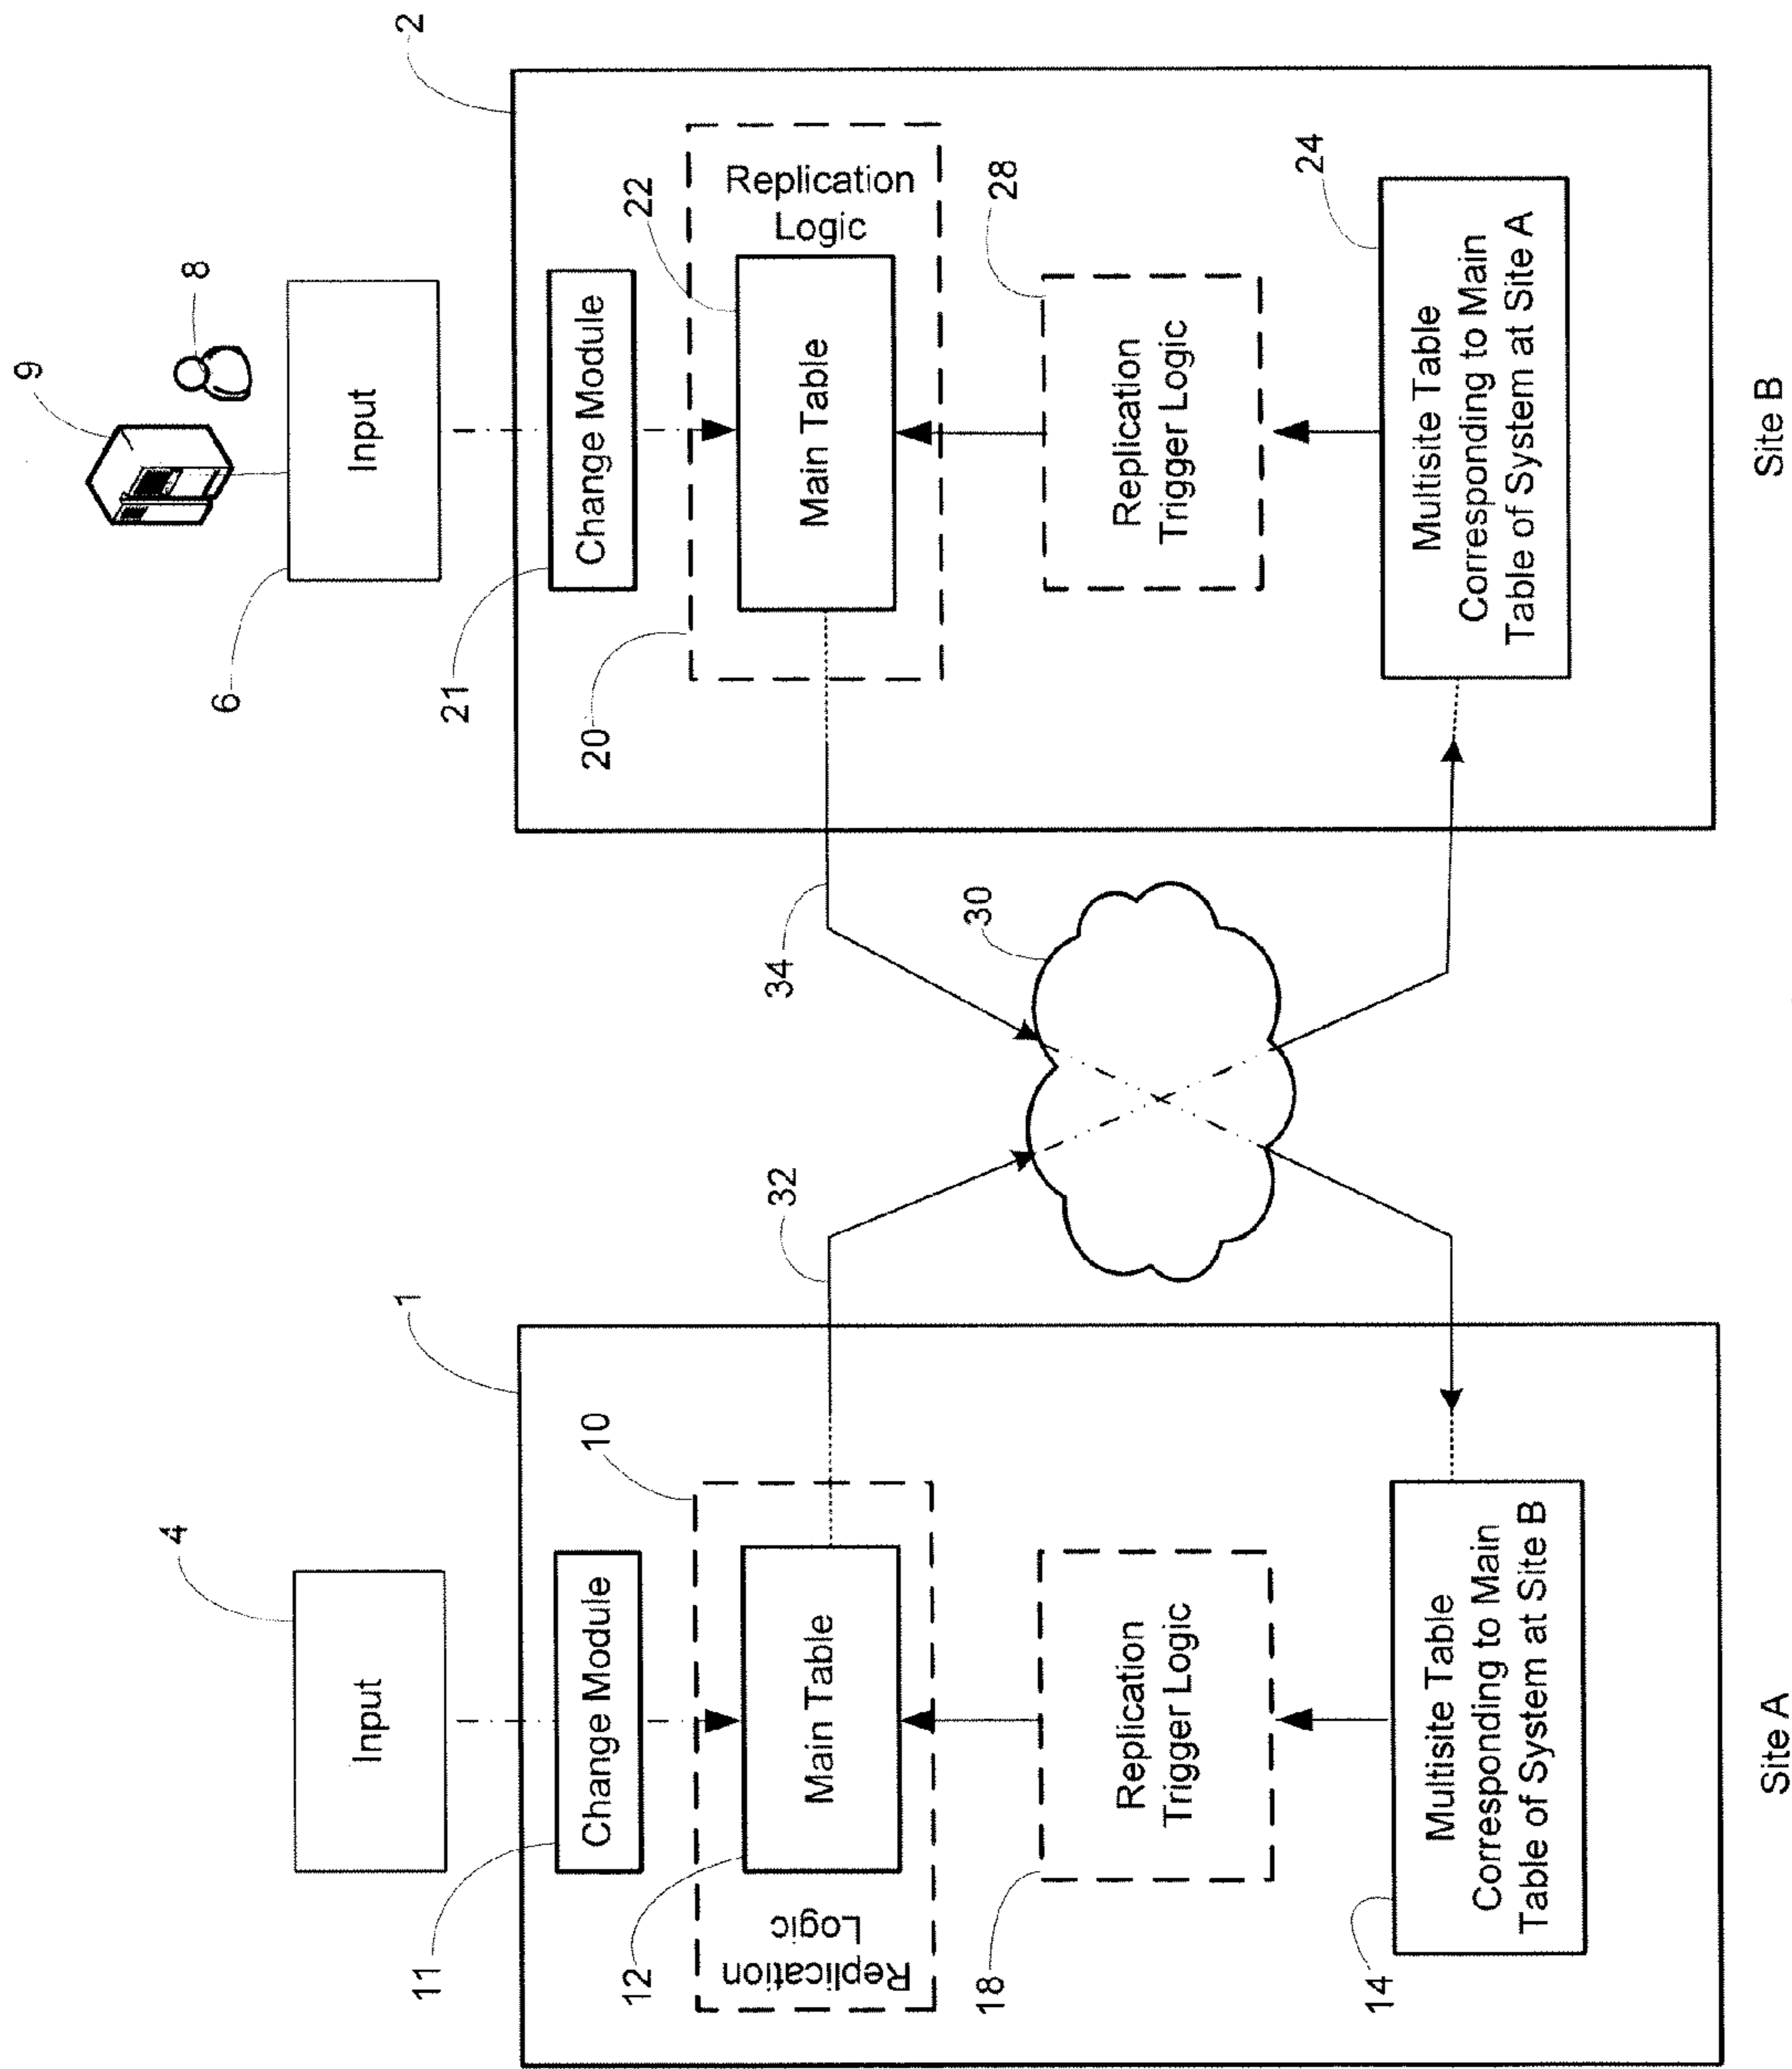 4
Input
11
Change Module
1
10
Replication
Logic
12
Main Table
32
18
Replication
Trigger Logic
14
Multisite Table
Corresponding to Main
Table of System at Site B
Site A
30
34
9
8
6
Input
2
21
Change Module
20
22
Replication
Logic
Main Table
28
Replication
Trigger Logic
24
Multisite Table
Corresponding to Main
Table of System at Site A
Site B